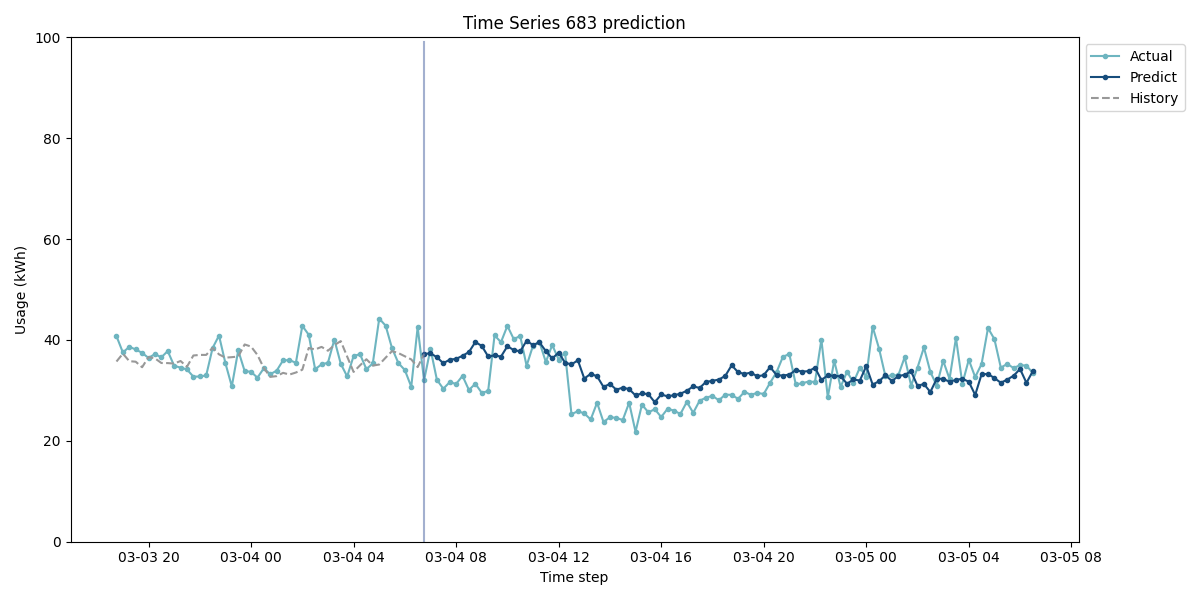 Time Series 683 prediction
100
80
60
40
20
0
Usage (kWh)
03-03 20
03-04 00
03-04 04
03-04 08
03-04 12
03-04 16
03-04 20
03-05 00
03-05 04
03-05 08
Time step
Actual
Predict
History